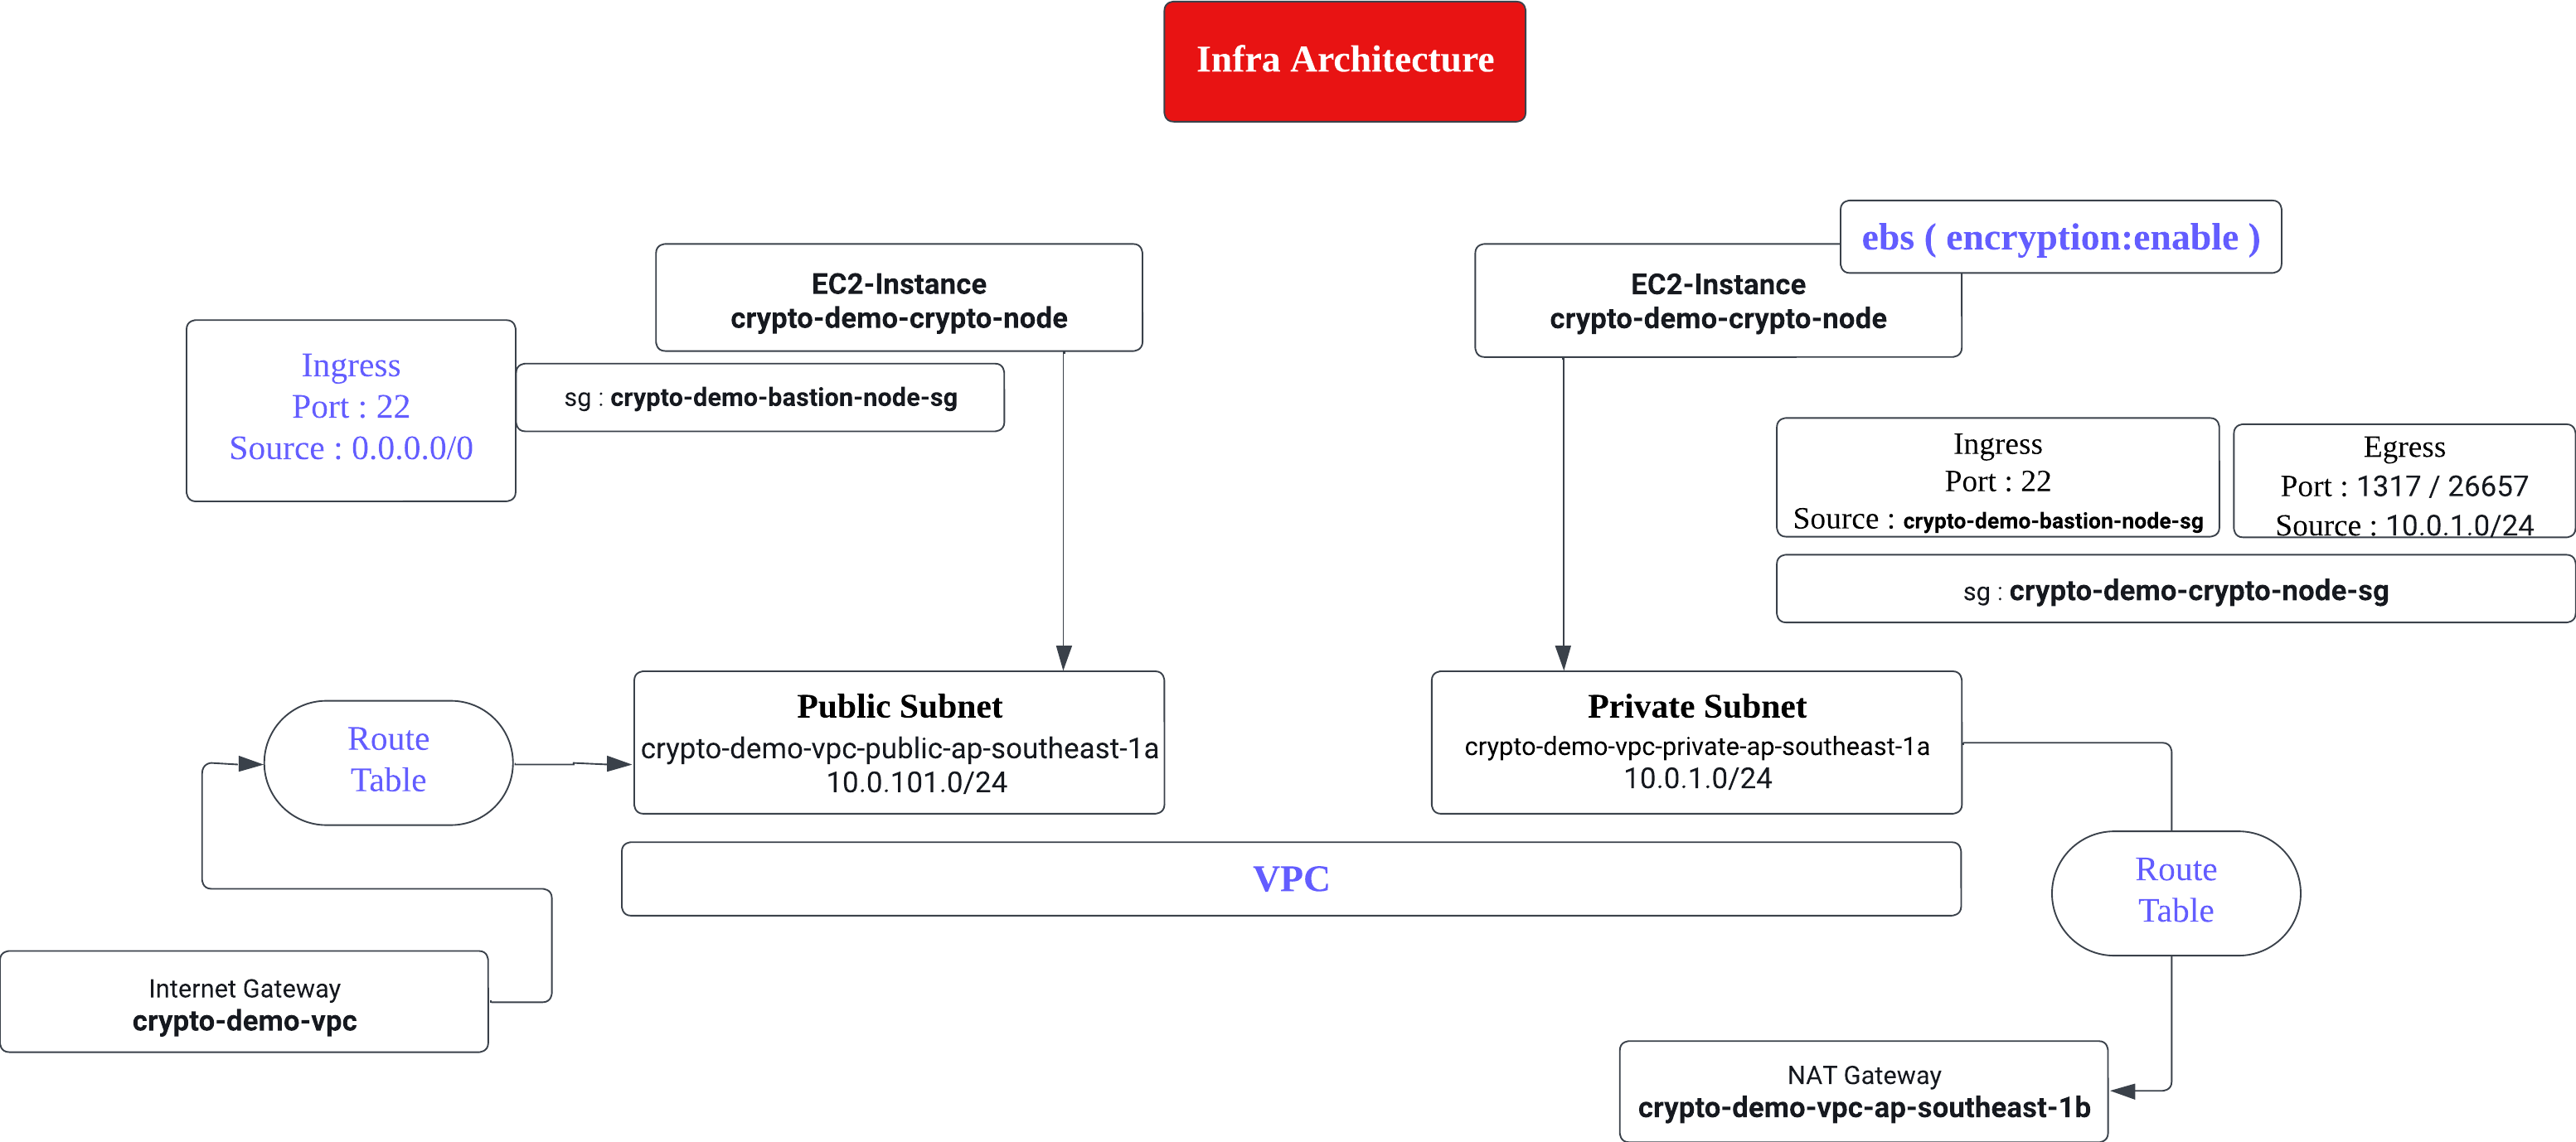 Infra Architecture
ebs ( encryption:enable )
EC2-Instance
crypto-demo-crypto-node
EC2-Instance
crypto-demo-crypto-node
Ingress
Port : 22
Source : 0.0.0.0/0
sg : crypto-demo-bastion-node-sg
Ingress
Port : 22
Source : crypto-demo-bastion-node-sg
Egress
Port : 1317 / 26657
Source : 10.0.1.0/24
sg : crypto-demo-crypto-node-sg
Route
Table
Public Subnet
crypto-demo-vpc-public-ap-southeast-1a
10.0.101.0/24
Private Subnet
crypto-demo-vpc-private-ap-southeast-1a
10.0.1.0/24
VPC
Route
Table
Internet Gateway
crypto-demo-vpc
NAT Gateway
crypto-demo-vpc-ap-southeast-1b